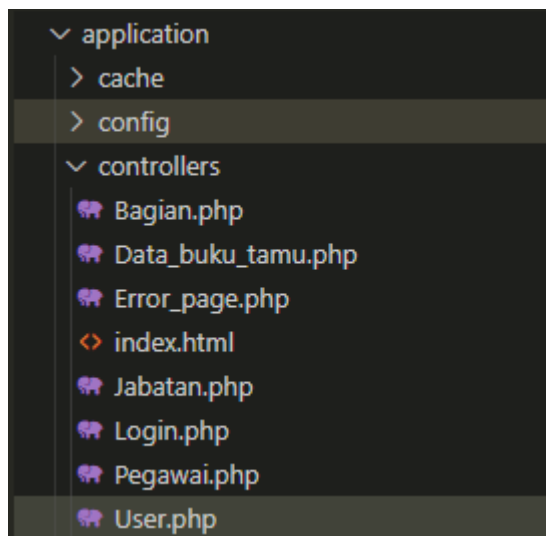 application
cache
config
controllers
Bagian.php
Data_buku_tamu.php
Error_page.php
index.html
Jabatan.php
Login.php
Pegawai.php
User.php